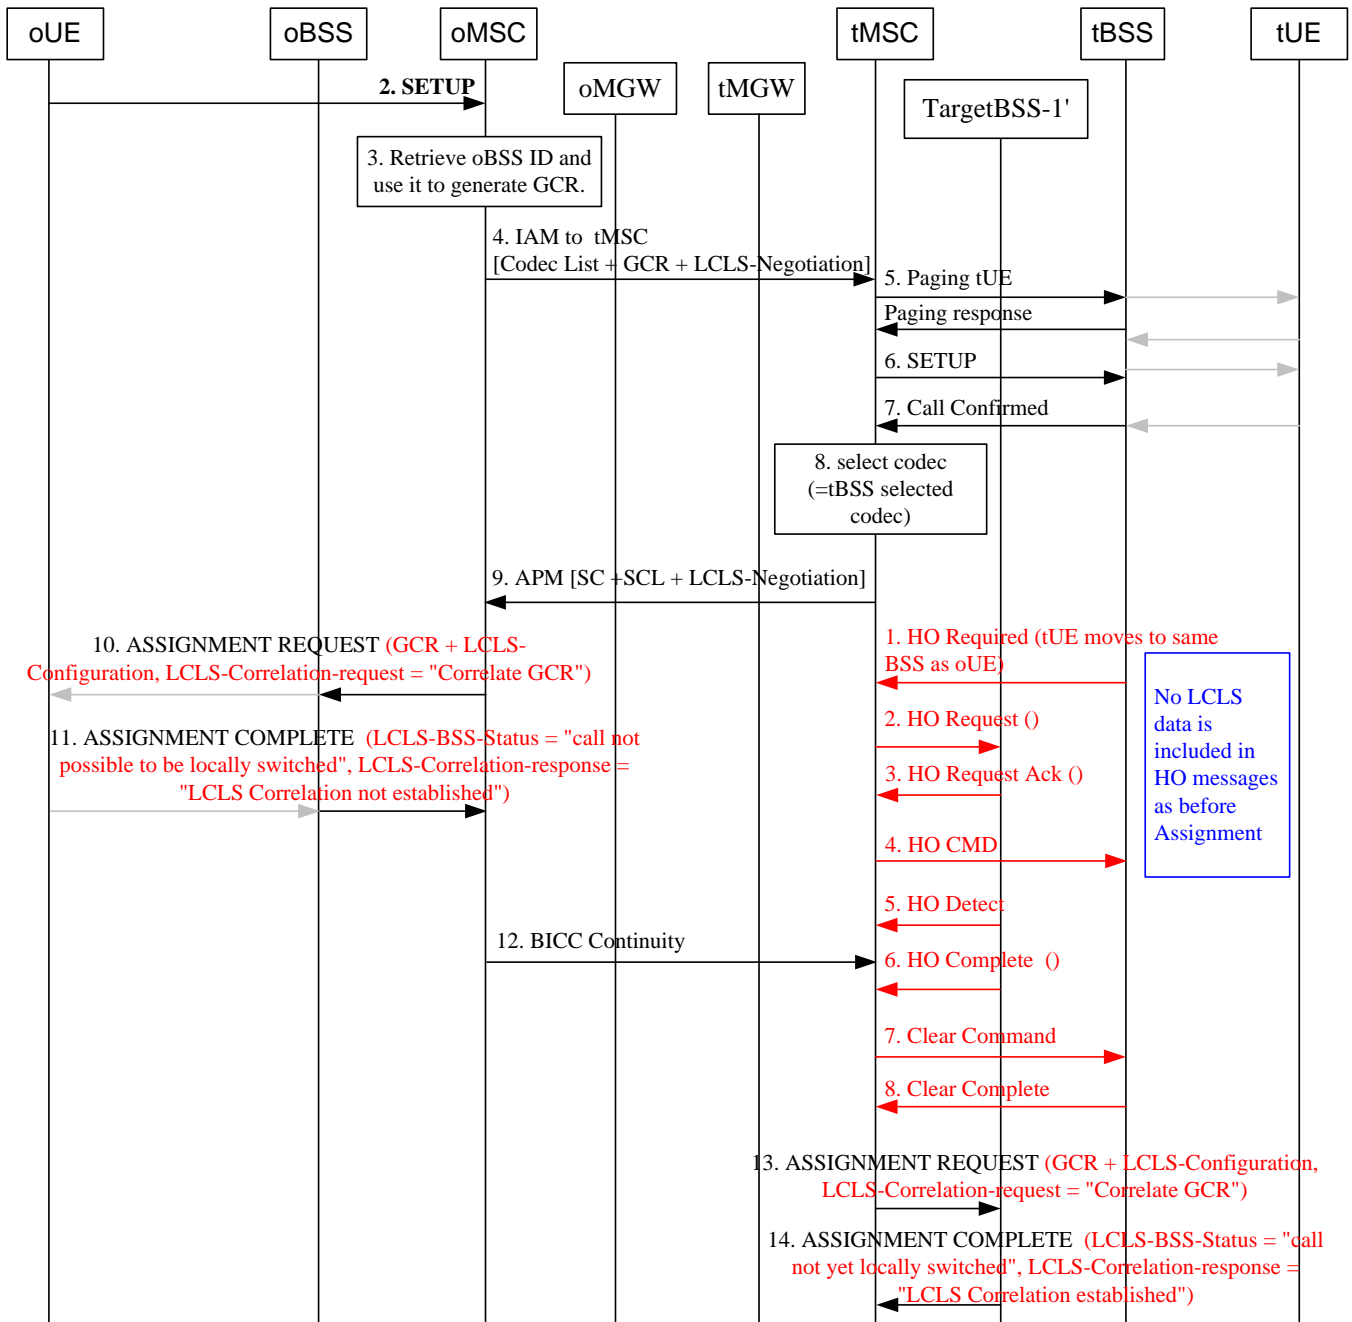 oUE
oBSS
oMSC
tMSC
tBSS
tUE
oMGW
tMGW
TargetBSS-1'
2. SETUP
3. Retrieve oBSS ID and
use it to generate GCR.
4. IAM to tMSC
[Codec List + GCR + LCLS-Negotiation]
5. Paging tUE
Paging response
6. SETUP
7. Call Confirmed
8. select codec
(=tBSS selected
codec)
9. APM [SC +SCL + LCLS-Negotiation]
10. ASSIGNMENT REQUEST (GCR + LCLS-
Configuration, LCLS-Correlation-request = "Correlate GCR")
1. HO Required (tUE moves to same
BSS as oUE)
No LCLS
data is
included in
HO messages
as before
Assignment
2. HO Request ()
11. ASSIGNMENT COMPLETE (LCLS-BSS-Status = "call not
possible to be locally switched", LCLS-Correlation-response =
"LCLS Correlation not established")
3. HO Request Ack ()
4. HO CMD
5. HO Detect
12. BICC Continuity
6. HO Complete ()
7. Clear Command
8. Clear Complete
13. ASSIGNMENT REQUEST (GCR + LCLS-Configuration,
LCLS-Correlation-request = "Correlate GCR")
14. ASSIGNMENT COMPLETE (LCLS-BSS-Status = "call
not yet locally switched", LCLS-Correlation-response =
"LCLS Correlation established")